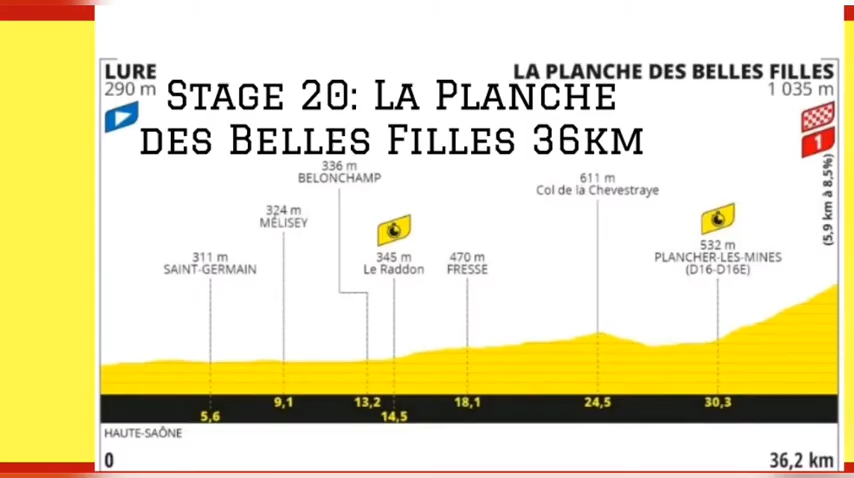 LURE
290 m
LA PLANCHE DES BELLES FILLES
1 035 m
Stage 20: La Planche
des Belles Filles 36km
1
(5,9 km à 8,5%)
336 m
BELONCHAMP
611 m
Col de la Chevestraye
324 m
MÉLISEY
311 m
SAINT-GERMAIN
345 m
Le Raddon
470 m
FRESSE
532 m
PLANCHER-LES-MINES
(D16-D16E)
5,6
9,1
13,2
14,5
18,1
24,5
30,3
HAUTE-SAÔNE
0
36,2 km